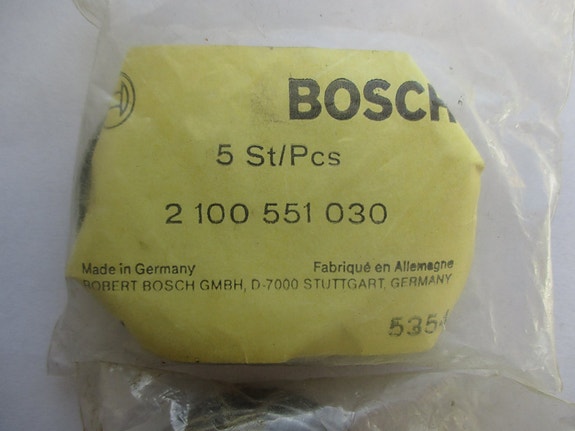 BOSCH
5 St/Pcs
2 100 551 030
Made in Germany Fabriqué en Allemagne
ROBERT BOSCH GMBH, D-7000 STUTTGART, GERMANY
535